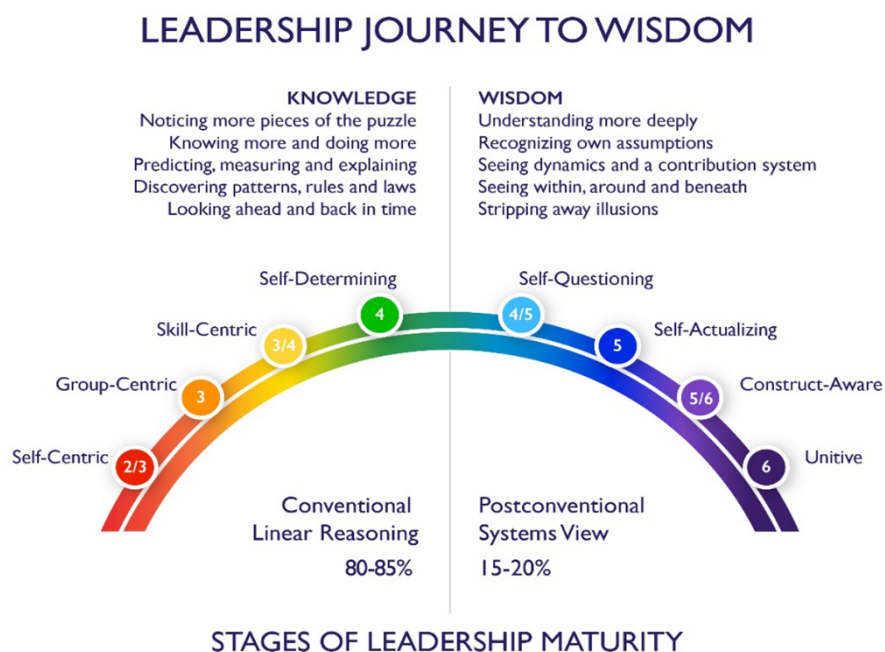 LEADERSHIP JOURNEY TO WISDOM
KNOWLEDGE
Noticing more pieces of the puzzle
Knowing more and doing more
Predicting, measuring and explaining
Discovering patterns, rules and laws
Looking ahead and back in time
WISDOM
Understanding more deeply
Recognizing own assumptions
Seeing dynamics and a contribution system
Seeing within, around and beneath
Stripping away illusions
Self-Determining
4
Skill-Centric
3/4
Group-Centric
3
Self-Centric
2/3
Self-Questioning
4/5
Self-Actualizing
5
Construct-Aware
5/6
Unitive
6
Conventional
Linear Reasoning
80-85%
Postconventional
Systems View
15-20%
STAGES OF LEADERSHIP MATURITY